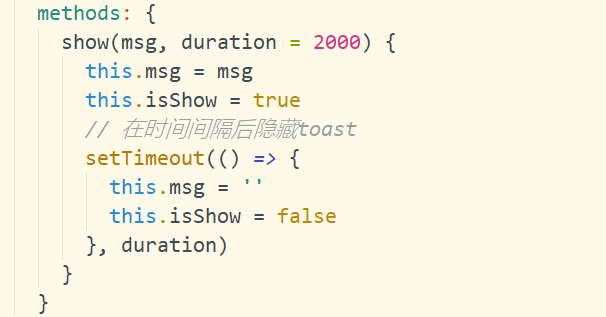 methods: {
show(msg, duration = 2000) {
this.msg = msg
this.isShow = true
// 在时间间隔后隐藏toast
setTimeout(() => {
this.msg = ''
this.isShow = false
}, duration)
}
}